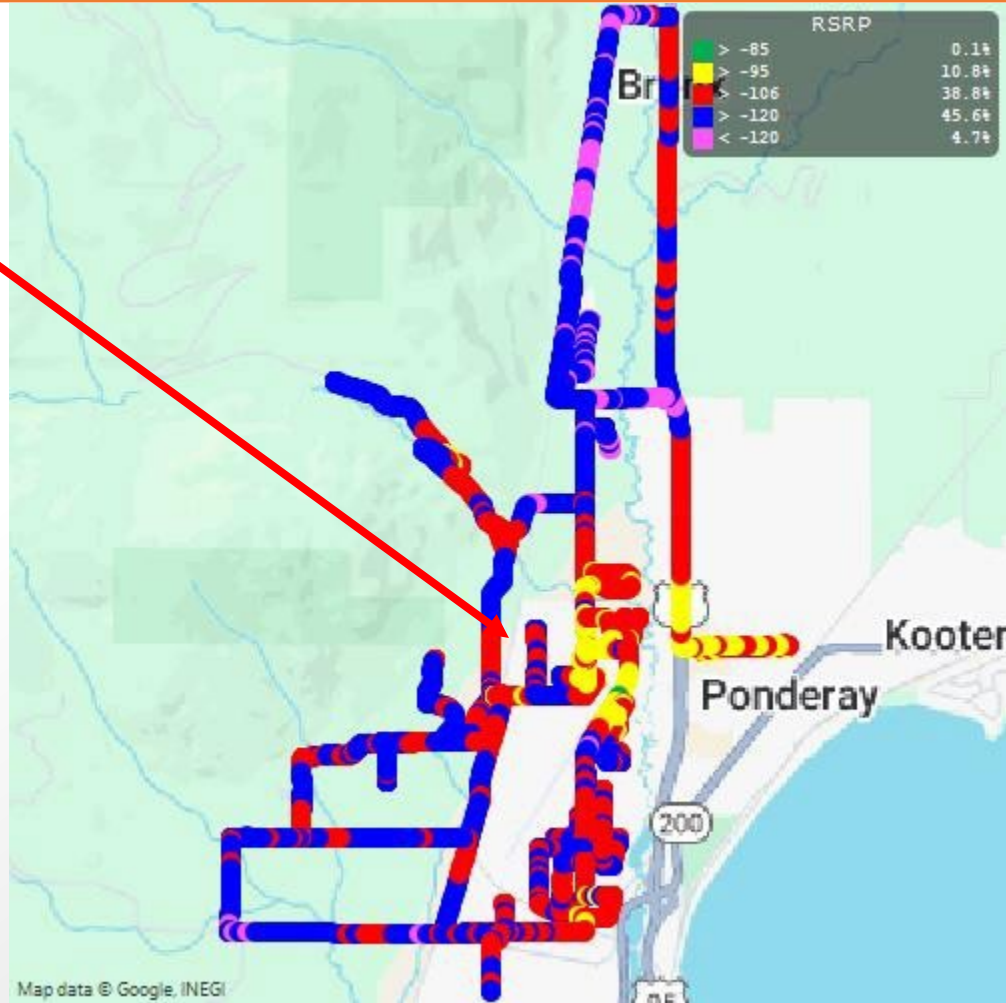 RSRP
> -85 0.1%
> -95 10.8%
> -106 38.8%
> -120 45.6%
< -120 4.7%
Kooten
Ponderay
200
Map data © Google, INEGI